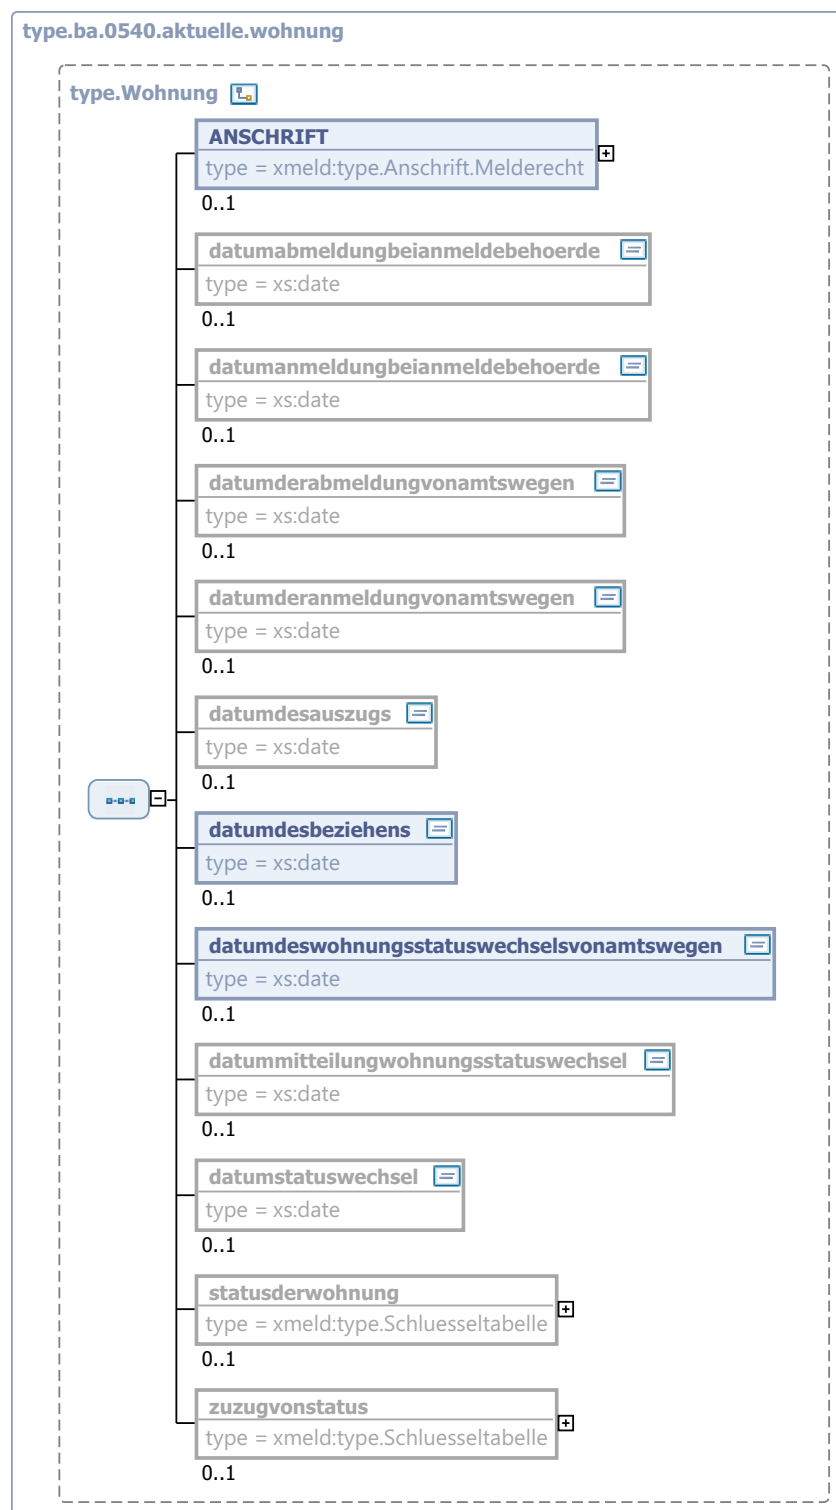 type.ba.0540.aktuelle.wohnung
type.Wohnung
ANSCHRIFT
type = xmeld:type.Anschrift.Melderecht
0..1
datumabmeldungbeianmeldebehoerde
type = xs:date
0..1
datumanmeldungbeianmeldebehoerde
type = xs:date
0..1
datumderabmeldungvonamtswegen
type = xs:date
0..1
datumderanmeldungvonamtswegen
type = xs:date
0..1
datumdesauszugs
type = xs:date
0..1
datumdesbeziehens
type = xs:date
0..1
datumdeswohnungsstatuswechselsvonamtswegen
type = xs:date
0..1
datummitteilungwohnungsstatuswechsel
type = xs:date
0..1
datumstatuswechsel
type = xs:date
0..1
statusderwohnung
type = xmeld:type.Schluesseltabelle
0..1
zuzugvonstatus
type = xmeld:type.Schluesseltabelle
0..1